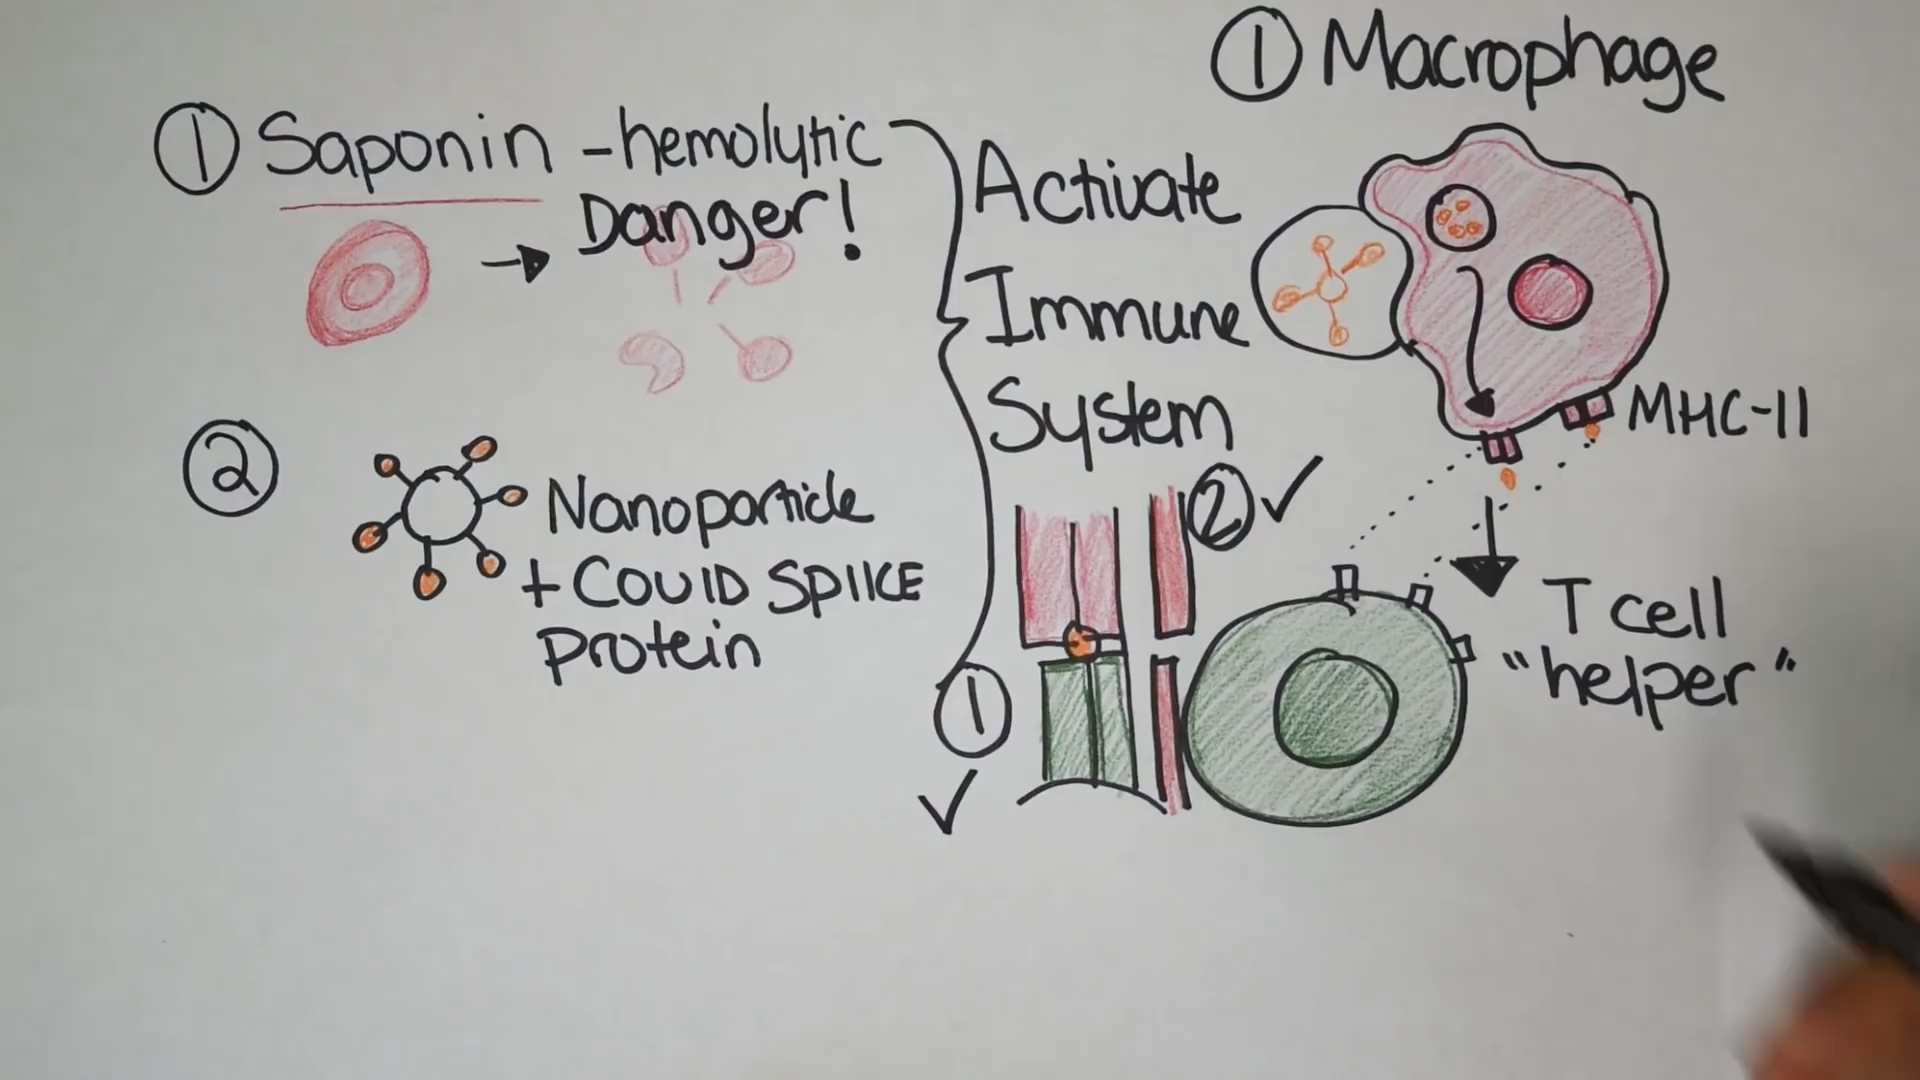 ① Saponin - hemolytic
Danger!
②
Nanoparticle
+ COVID SPIKE
Protein
Activate
Immune
System
① Macrophage
MHC-II
② ✓
①
✓
T cell
"helper"